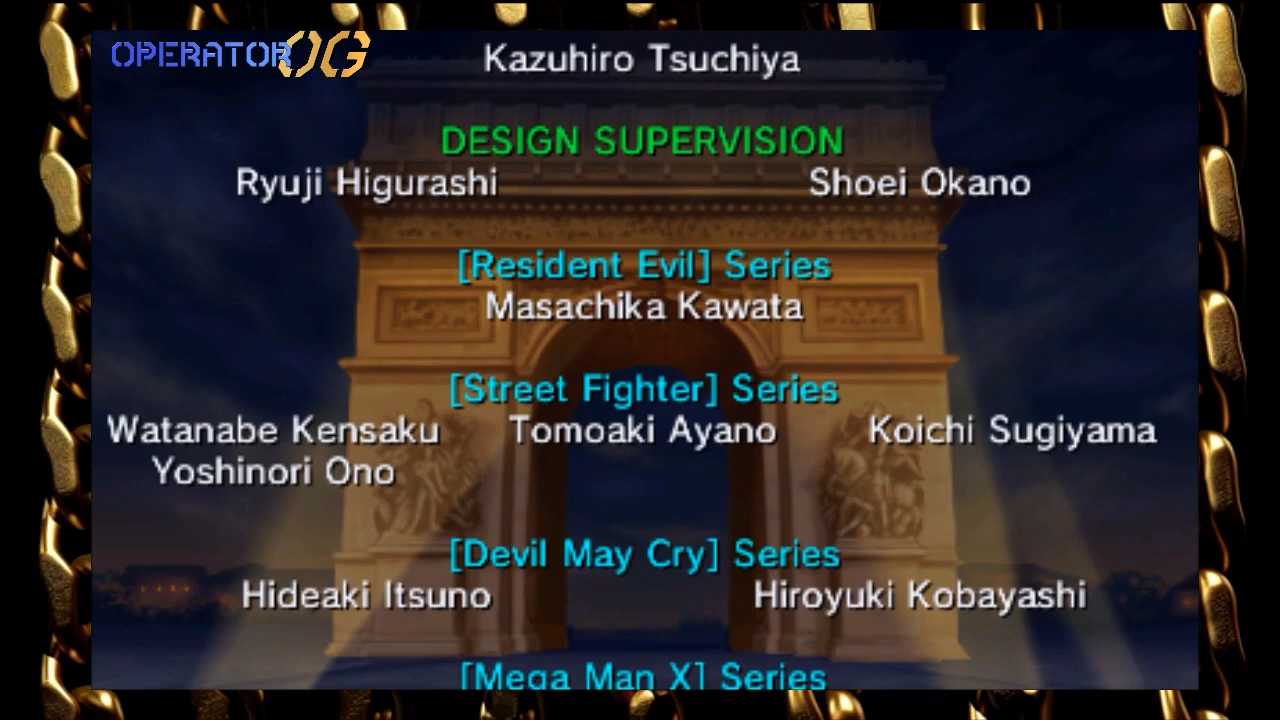 OPERATOR OG
Kazuhiro Tsuchiya
DESIGN SUPERVISION
Ryuji Higurashi Shoei Okano
[Resident Evil] Series
Masachika Kawata
[Street Fighter] Series
Watanabe Kensaku Tomoaki Ayano Koichi Sugiyama
Yoshinori Ono
[Devil May Cry] Series
Hideaki Itsuno Hiroyuki Kobayashi
[Mega Man X] Series